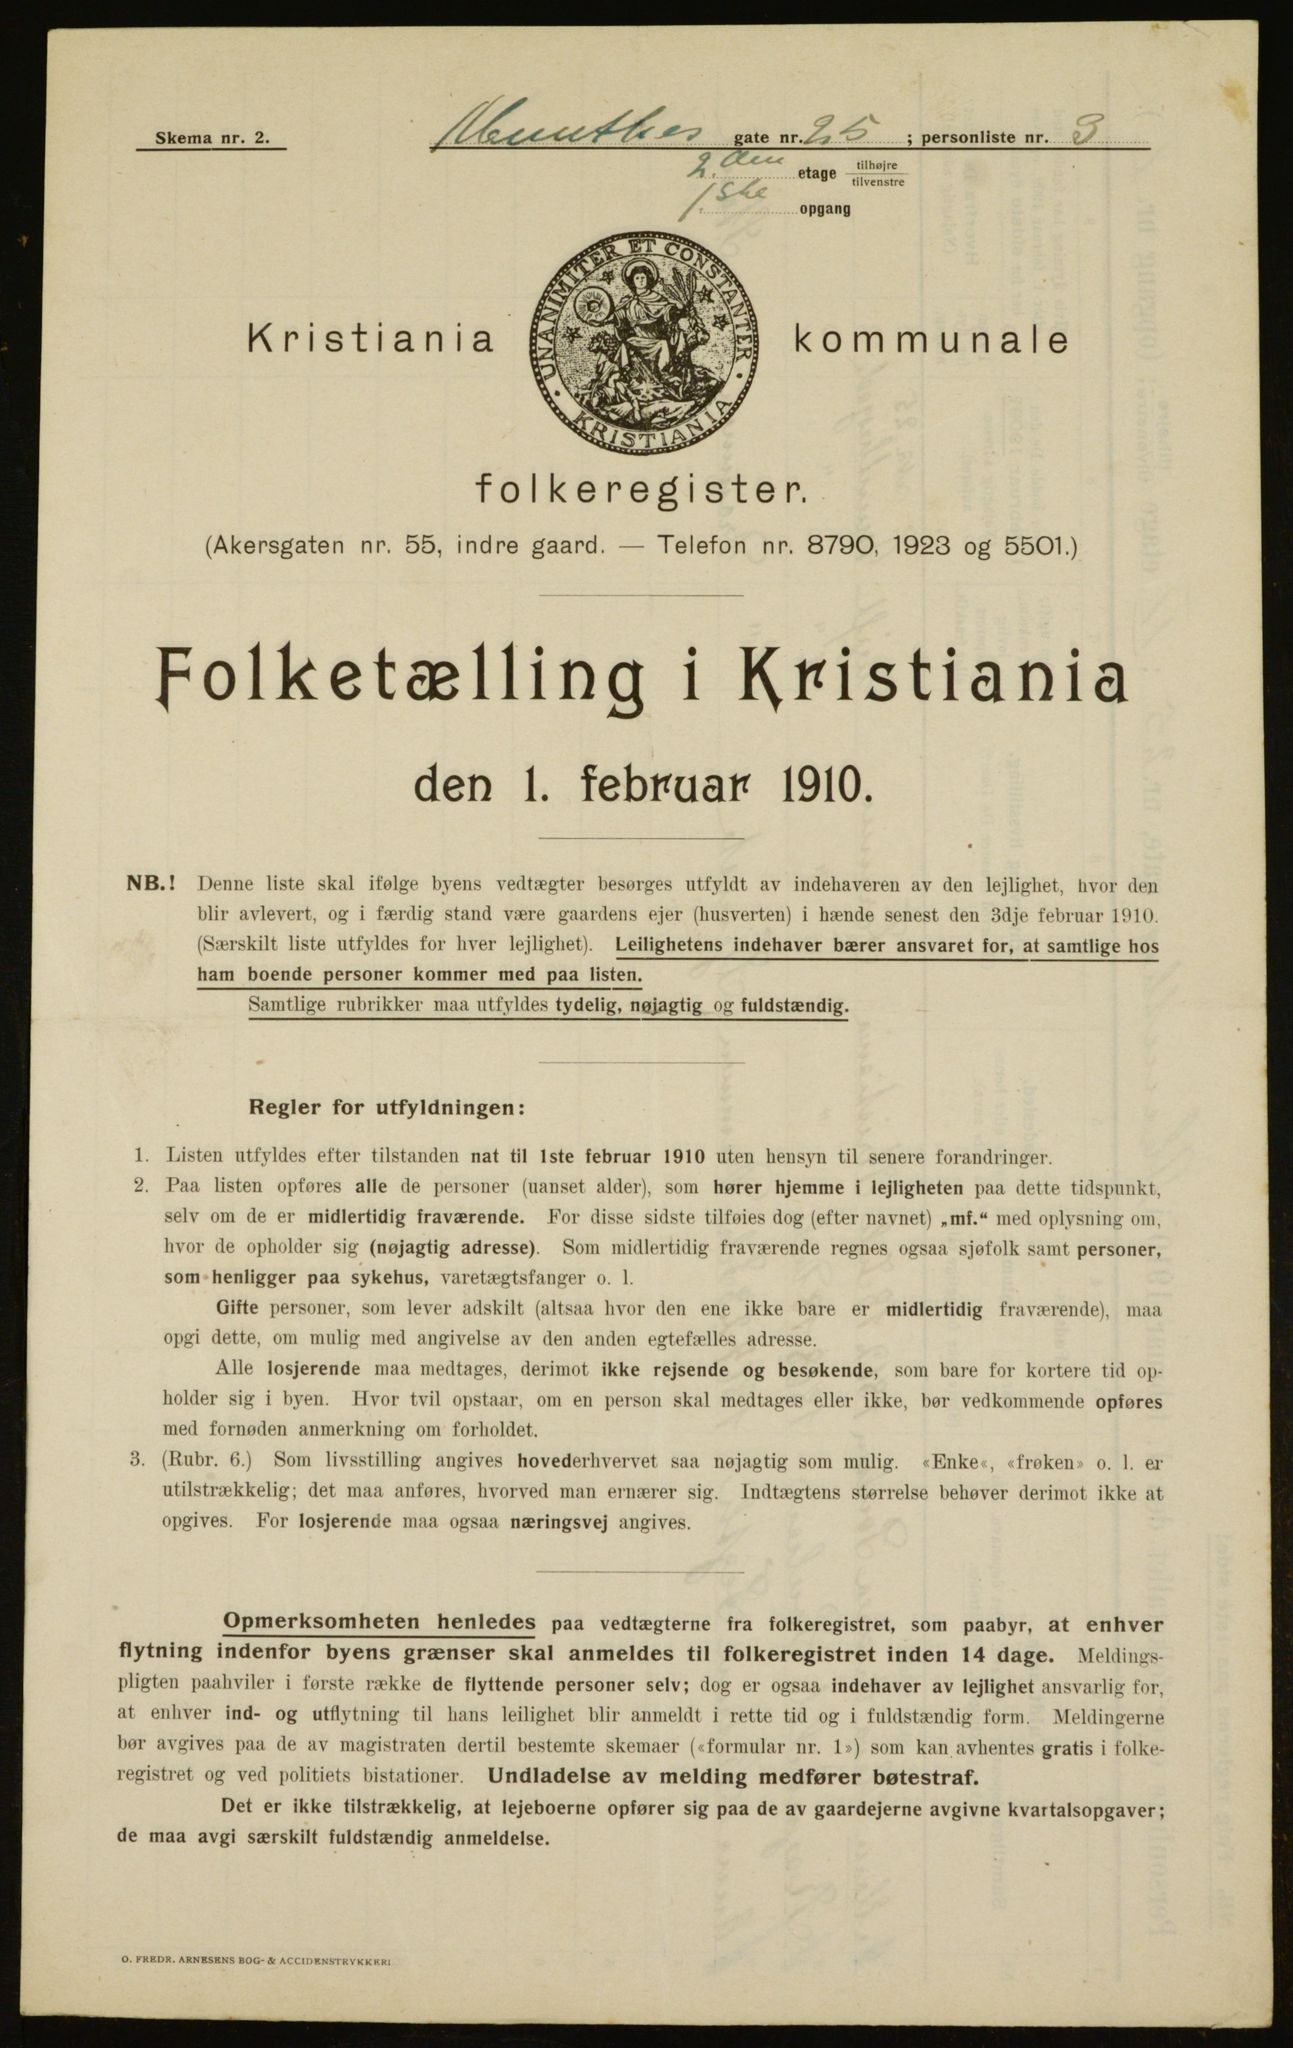 Skema nr. 2.
Munthes gate nr. 25 ; personliste nr. 3
2. den etage tilhøjre
tilvenstre
1. ste opgang
UNANIMITER ET CONSTANTER
KRISTIANIA
Kristiania kommunale
folkeregister.
(Akersgaten nr. 55, indre gaard. — Telefon nr. 8790, 1923 og 5501.)
Folketælling i Kristiania
den 1. februar 1910.
NB.! Denne liste skal ifølge byens vedtægter besørges utfyldt av indehaveren av den lejlighet, hvor den
blir avlevert, og i færdig stand være gaardens ejer (husverten) i hænde senest den 3dje februar 1910.
(Særskilt liste utfyldes for hver lejlighet). Leilighetens indehaver bærer ansvaret for, at samtlige hos
ham boende personer kommer med paa listen.
Samtlige rubrikker maa utfyldes tydelig, nøjagtig og fuldstændig.
Regler for utfyldningen:
1. Listen utfyldes efter tilstanden nat til 1ste februar 1910 uten hensyn til senere forandringer.
2. Paa listen opføres alle de personer (uanset alder), som hører hjemme i lejligheten paa dette tidspunkt,
selv om de er midlertidig fraværende. For disse sidste tilføies dog (efter navnet) „mf.“ med oplysning om,
hvor de opholder sig (nøjagtig adresse). Som midlertidig fraværende regnes ogsaa sjøfolk samt personer,
som henligger paa sykehus, varetægtsfanger o. l.
Gifte personer, som lever adskilt (altsaa hvor den ene ikke bare er midlertidig fraværende), maa
opgi dette, om mulig med angivelse av den anden egtefælles adresse.
Alle losjerende maa medtages, derimot ikke rejsende og besøkende, som bare for kortere tid op-
holder sig i byen. Hvor tvil opstaar, om en person skal medtages eller ikke, bør vedkommende opføres
med fornøden anmerkning om forholdet.
3. (Rubr. 6.) Som livsstilling angives hovederhvervet saa nøjagtig som mulig. «Enke«, «frøken» o. l. er
utilstrækkelig; det maa anføres, hvorved man ernærer sig. Indtægtens størrelse behøver derimot ikke at
opgives. For losjerende maa ogsaa næringsvej angives.
Opmerksomheten henledes paa vedtægterne fra folkeregistret, som paabyr, at enhver
flytning indenfor byens grænser skal anmeldes til folkeregistret inden 14 dage. Meldings-
pligten paahviler i første række de flyttende personer selv; dog er ogsaa indehaver av lejlighet ansvarlig for,
at enhver ind- og utflytning til hans leilighet blir anmeldt i rette tid og i fuldstændig form. Meldingerne
bør avgives paa de av magistraten dertil bestemte skemaer («formular nr. 1») som kan avhentes gratis i folke-
registret og ved politiets bistationer. Undladelse av melding medfører bøtestraf.
Det er ikke tilstrækkelig, at lejeboerne opfører sig paa de av gaardejerne avgivne kvartalsopgaver;
de maa avgi særskilt fuldstændig anmeldelse.
O. FREDR. ARNESENS BOG- & ACCIDENSTRYKKERI